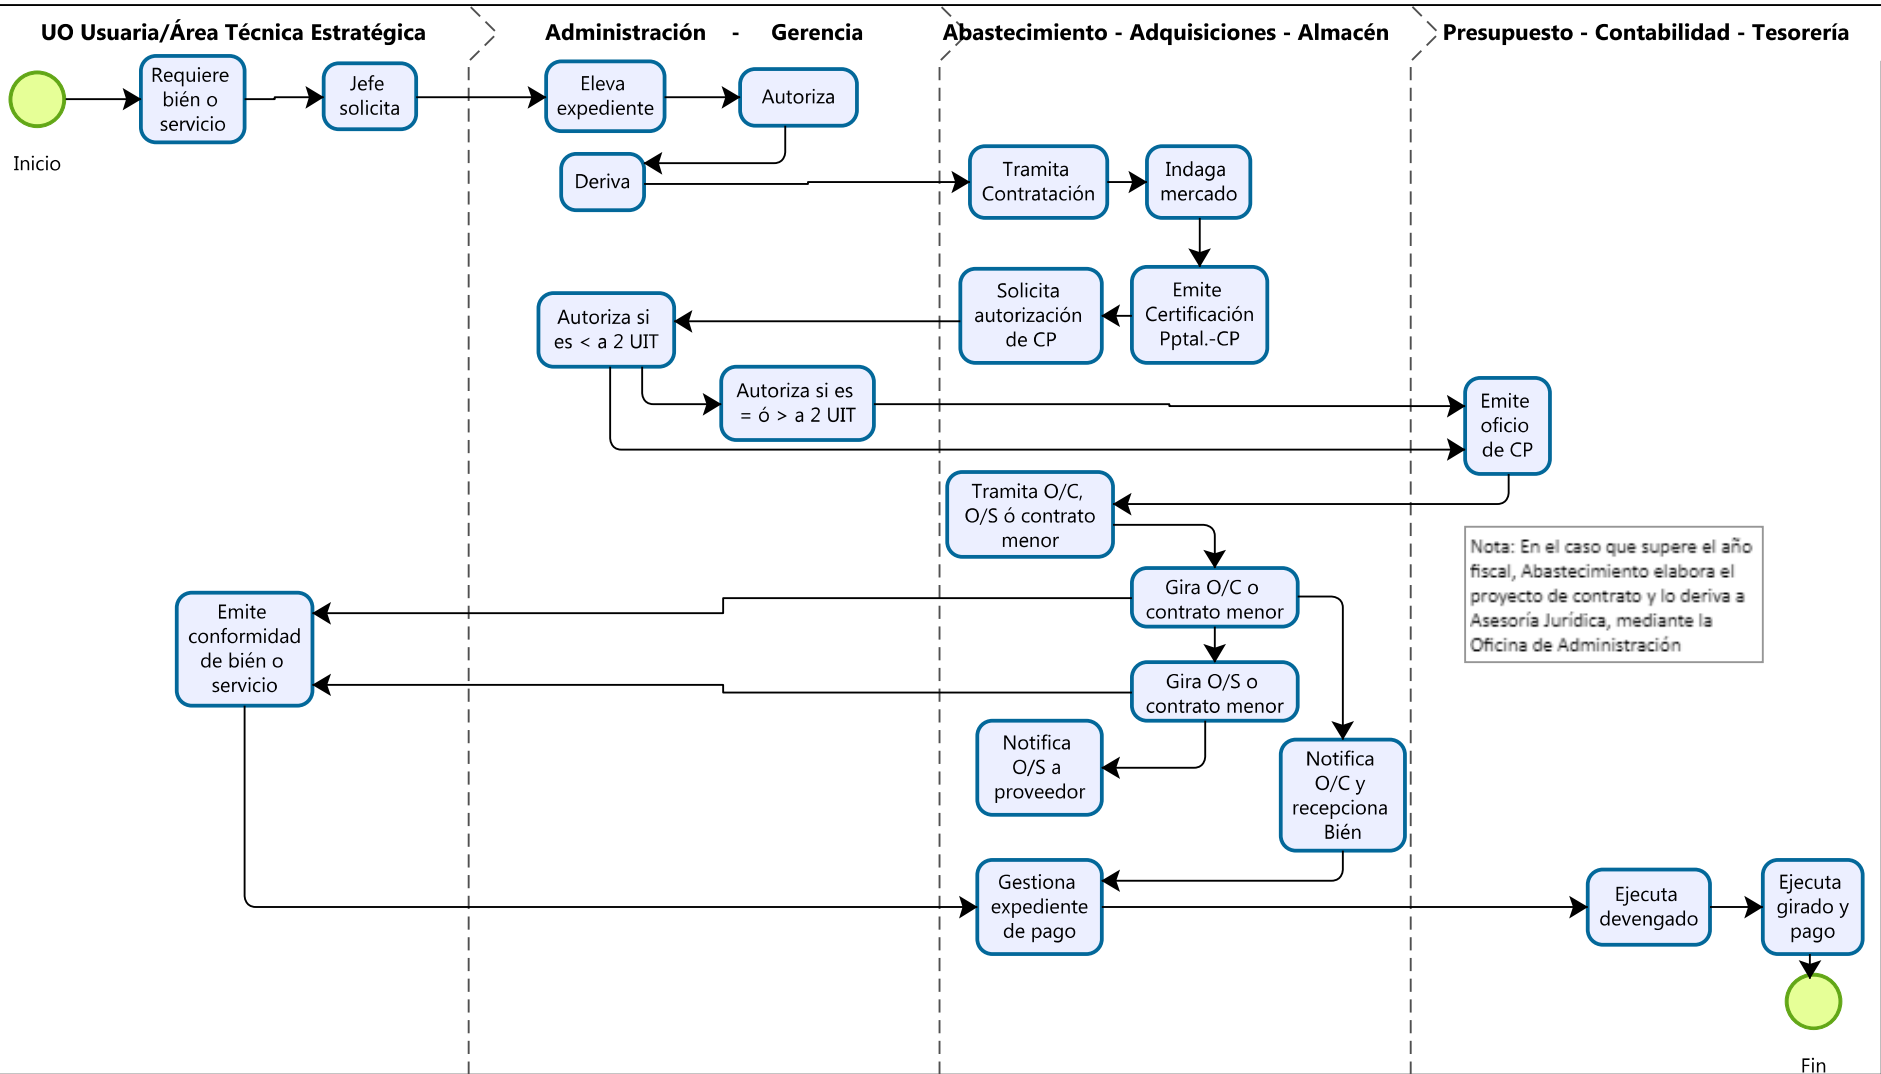 UO Usuaria/Área Técnica Estratégica
Administración - Gerencia
Abastecimiento - Adquisiciones - Almacén
Presupuesto - Contabilidad - Tesorería
Inicio
Requiere
bién o
servicio
Jefe
solicita
Eleva
expediente
Autoriza
Deriva
Tramita
Contratación
Indaga
mercado
Emite
Certificación
Pptal.-CP
Solicita
autorización
de CP
Autoriza si
es < a 2 UIT
Autoriza si es
= ó > a 2 UIT
Emite
oficio
de CP
Tramita O/C,
O/S ó contrato
menor
Nota: En el caso que supere el año
fiscal, Abastecimiento elabora el
proyecto de contrato y lo deriva a
Asesoría Jurídica, mediante la
Oficina de Administración
Gira O/C o
contrato menor
Emite
conformidad
de bién o
servicio
Gira O/S o
contrato menor
Notifica
O/S a
proveedor
Notifica
O/C y
recepciona
Bién
Gestiona
expediente
de pago
Ejecuta
devengado
Ejecuta
girado y
pago
Fin